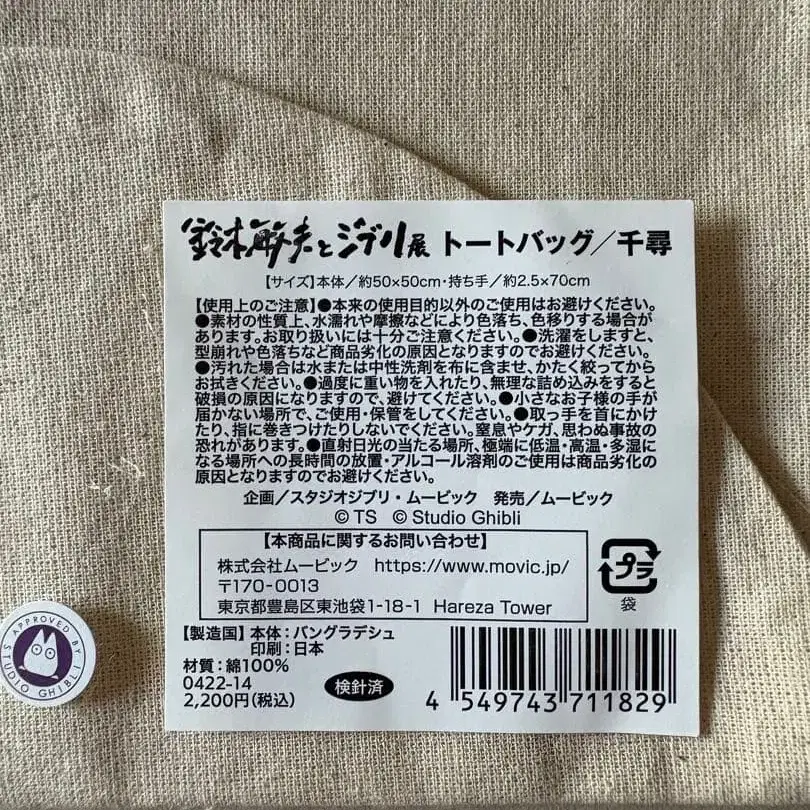 鈴木敏夫とジブリ展 トートバッグ/千尋
【サイズ】本体/約50×50cm・持ち手/約2.5×70cm
【使用上のご注意】●本来の使用目的以外のご使用はお避けください。
●素材の性質上、水濡れや摩擦などにより色落ち、色移りする場合が
あります。お取り扱いには十分ご注意ください。●洗濯をしますと、
型崩れや色落ちなど商品劣化の原因となりますのでお避けください。
●汚れた場合は水または中性洗剤を布に含ませ、かたく絞ってから
お拭きください。●過度に重い物を入れたり、無理な詰め込みをすると
破損の原因になりますので、避けてください。●小さなお子様の手が
届かない場所で、ご使用・保管をしてください。●取っ手を首にかけ
たり、指に巻きつけたりしないでください。窒息やケガ、思わぬ事故の
恐れがあります。●直射日光の当たる場所、極端に低温・高温・多湿に
なる場所への長時間の放置・アルコール溶剤のご使用は商品劣化の
原因となりますのでお避けください。
企画/スタジオジブリ・ムービック 発売/ムービック
© TS © Studio Ghibli
【本商品に関するお問い合わせ】
株式会社ムービック https://www.movic.jp/
〒170-0013
東京都豊島区東池袋1-18-1 Hareza Tower
プラ
袋
【製造国】本体:バングラデシュ
印刷:日本
材質:綿100%
0422-14
2,200円(税込)
検針済
4 549743 711829
APPROVED BY
STUDIO GHIBLI